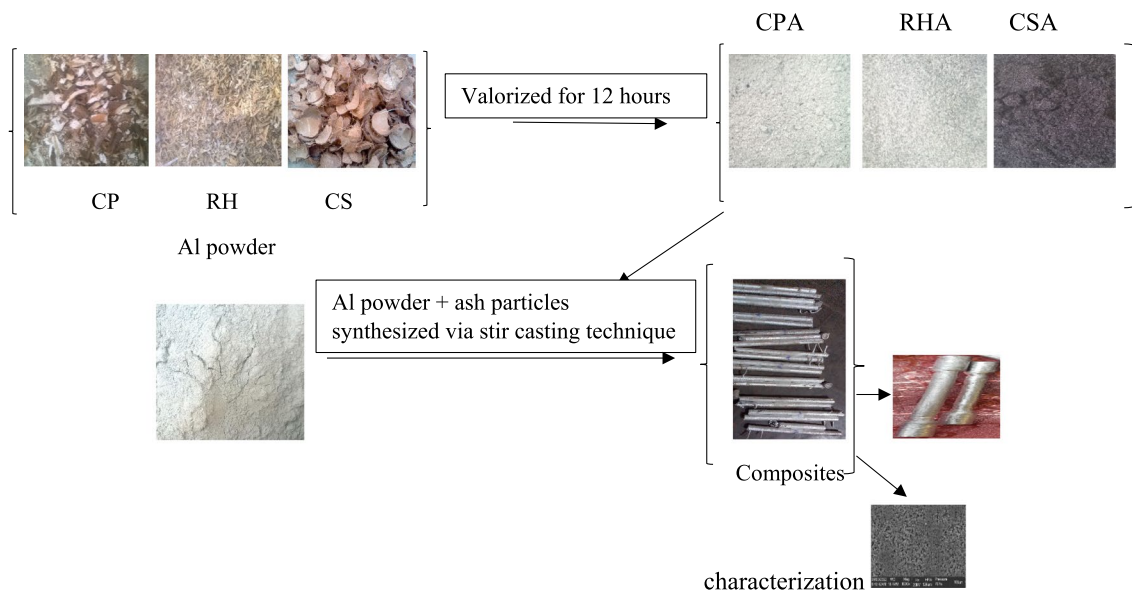 CPA RHA CSA
Valorized for 12 hours
CP RH CS
Al powder
Al powder + ash particles
synthesized via stir casting technique
Composites
characterization